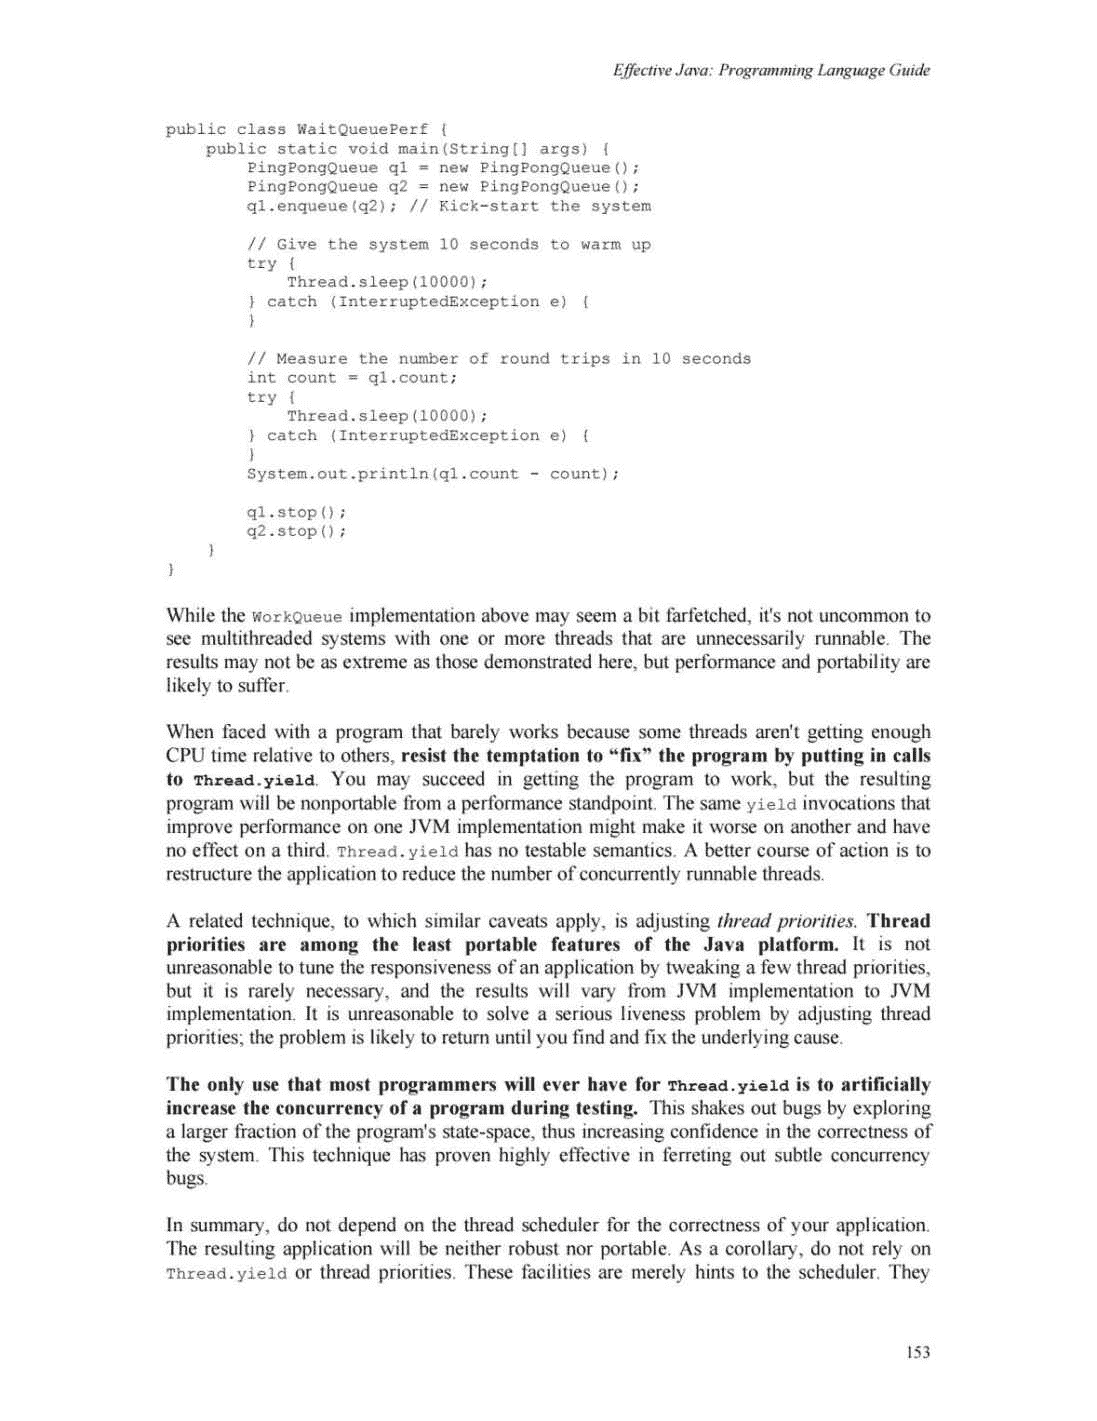 Effective Java: Programming Language Guide
public class WaitQueuePerf {
    public static void main(String[] args) {
        PingPongQueue q1 = new PingPongQueue();
        PingPongQueue q2 = new PingPongQueue();
        q1.enqueue(q2); // Kick-start the system

        // Give the system 10 seconds to warm up
        try {
            Thread.sleep(10000);
        } catch (InterruptedException e) {
        }

        // Measure the number of round trips in 10 seconds
        int count = q1.count;
        try {
            Thread.sleep(10000);
        } catch (InterruptedException e) {
        }
        System.out.println(q1.count - count);

        q1.stop();
        q2.stop();
    }
}
While the WorkQueue implementation above may seem a bit farfetched, it's not uncommon to
see multithreaded systems with one or more threads that are unnecessarily runnable. The
results may not be as extreme as those demonstrated here, but performance and portability are
likely to suffer.
When faced with a program that barely works because some threads aren't getting enough
CPU time relative to others, resist the temptation to “fix” the program by putting in calls
to Thread.yield. You may succeed in getting the program to work, but the resulting
program will be nonportable from a performance standpoint. The same yield invocations that
improve performance on one JVM implementation might make it worse on another and have
no effect on a third. Thread.yield has no testable semantics. A better course of action is to
restructure the application to reduce the number of concurrently runnable threads.
A related technique, to which similar caveats apply, is adjusting thread priorities. Thread
priorities are among the least portable features of the Java platform. It is not
unreasonable to tune the responsiveness of an application by tweaking a few thread priorities,
but it is rarely necessary, and the results will vary from JVM implementation to JVM
implementation. It is unreasonable to solve a serious liveness problem by adjusting thread
priorities; the problem is likely to return until you find and fix the underlying cause.
The only use that most programmers will ever have for Thread.yield is to artificially
increase the concurrency of a program during testing. This shakes out bugs by exploring
a larger fraction of the program's state-space, thus increasing confidence in the correctness of
the system. This technique has proven highly effective in ferreting out subtle concurrency
bugs.
In summary, do not depend on the thread scheduler for the correctness of your application.
The resulting application will be neither robust nor portable. As a corollary, do not rely on
Thread.yield or thread priorities. These facilities are merely hints to the scheduler. They
153